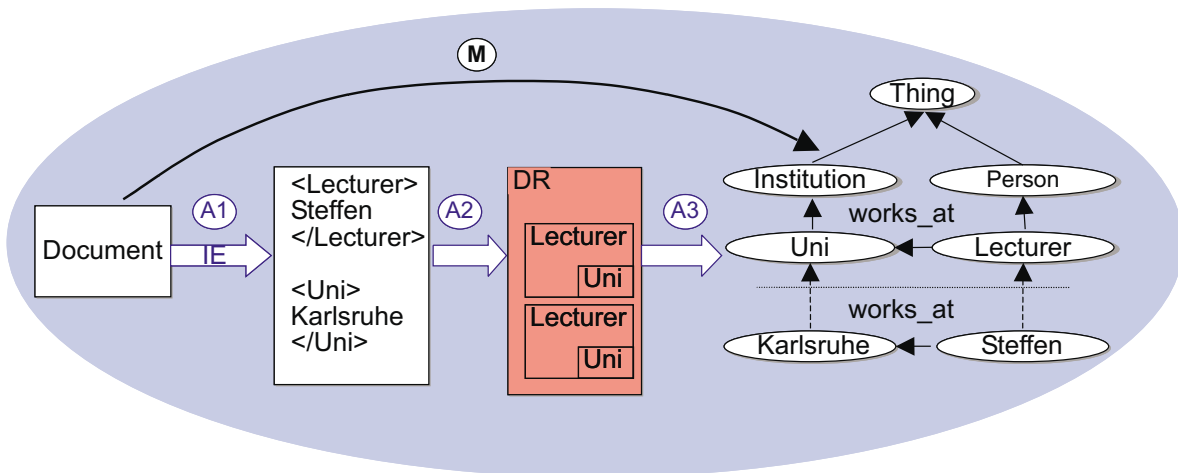 M
Thing
Institution
Person
works_at
Uni
Lecturer
works_at
Karlsruhe
Steffen
Document
A1
IE
<Lecturer>
Steffen
</Lecturer>
<Uni>
Karlsruhe
</Uni>
A2
DR
Lecturer
Uni
Lecturer
Uni
A3